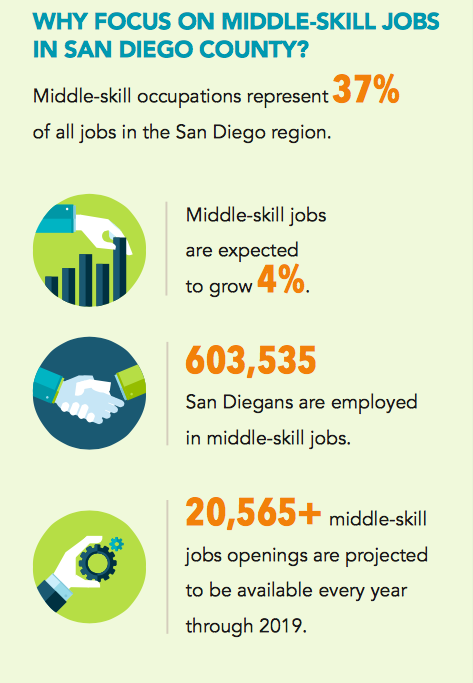 WHY FOCUS ON MIDDLE-SKILL JOBS
IN SAN DIEGO COUNTY?
Middle-skill occupations represent 37%
of all jobs in the San Diego region.
Middle-skill jobs
are expected
to grow 4%.
603,535
San Diegans are employed
in middle-skill jobs.
20,565+ middle-skill
jobs openings are projected
to be available every year
through 2019.